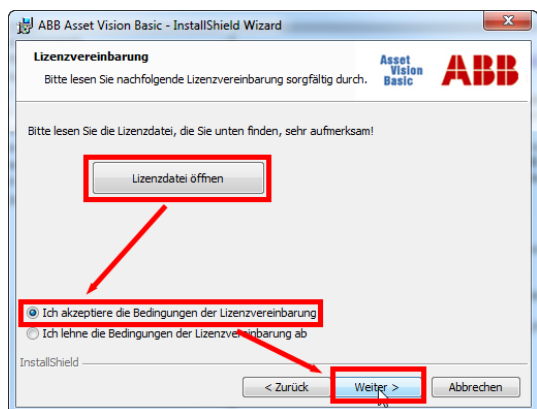 ABB Asset Vision Basic - InstallShield Wizard
Lizenzvereinbarung
Bitte lesen Sie nachfolgende Lizenzvereinbarung sorgfältig durch.
Asset
Vision
Basic
ABB
Bitte lesen Sie die Lizenzdatei, die Sie unten finden, sehr aufmerksam!
Lizenzdatei öffnen
Ich akzeptiere die Bedingungen der Lizenzvereinbarung
Ich lehne die Bedingungen der Lizenzvereinbarung ab
InstallShield
< Zurück
Weiter >
Abbrechen